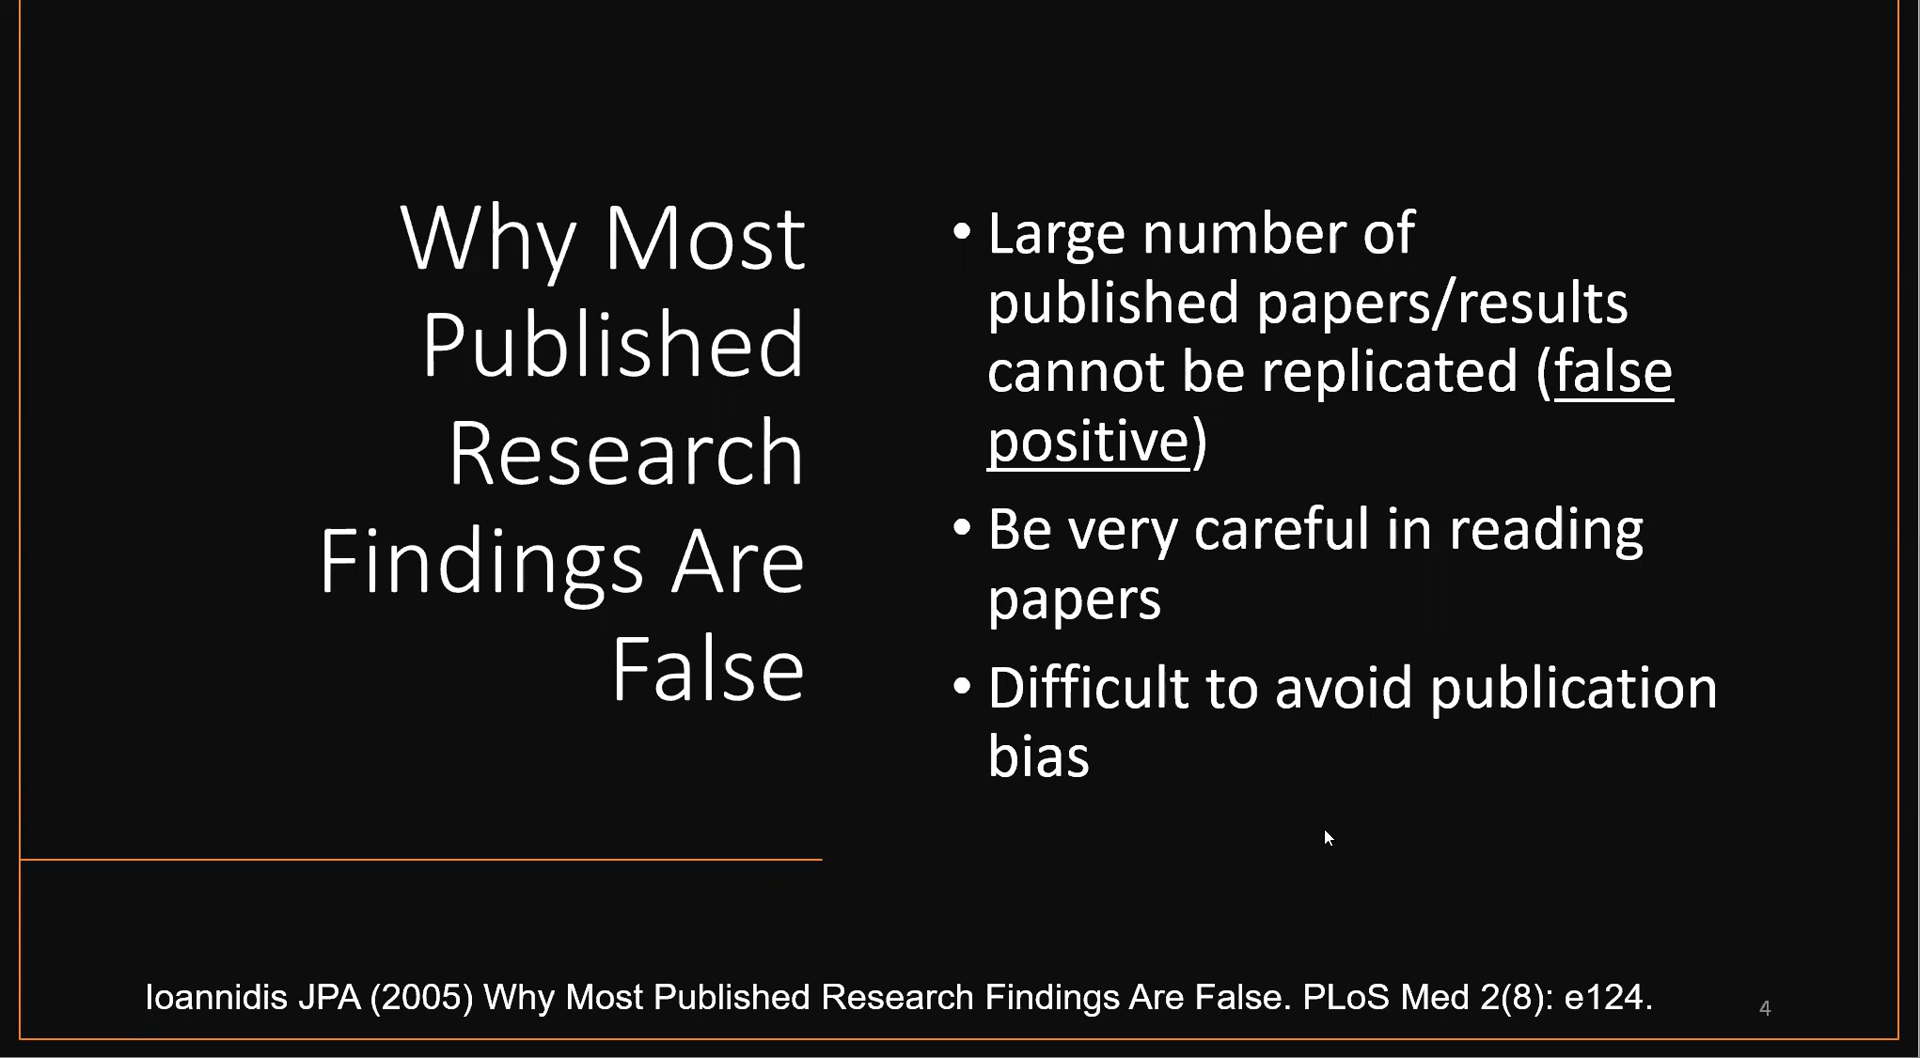 Why Most
Published
Research
Findings Are
False
• Large number of
published papers/results
cannot be replicated (false
positive)
• Be very careful in reading
papers
• Difficult to avoid publication
bias
Ioannidis JPA (2005) Why Most Published Research Findings Are False. PLoS Med 2(8): e124.
4